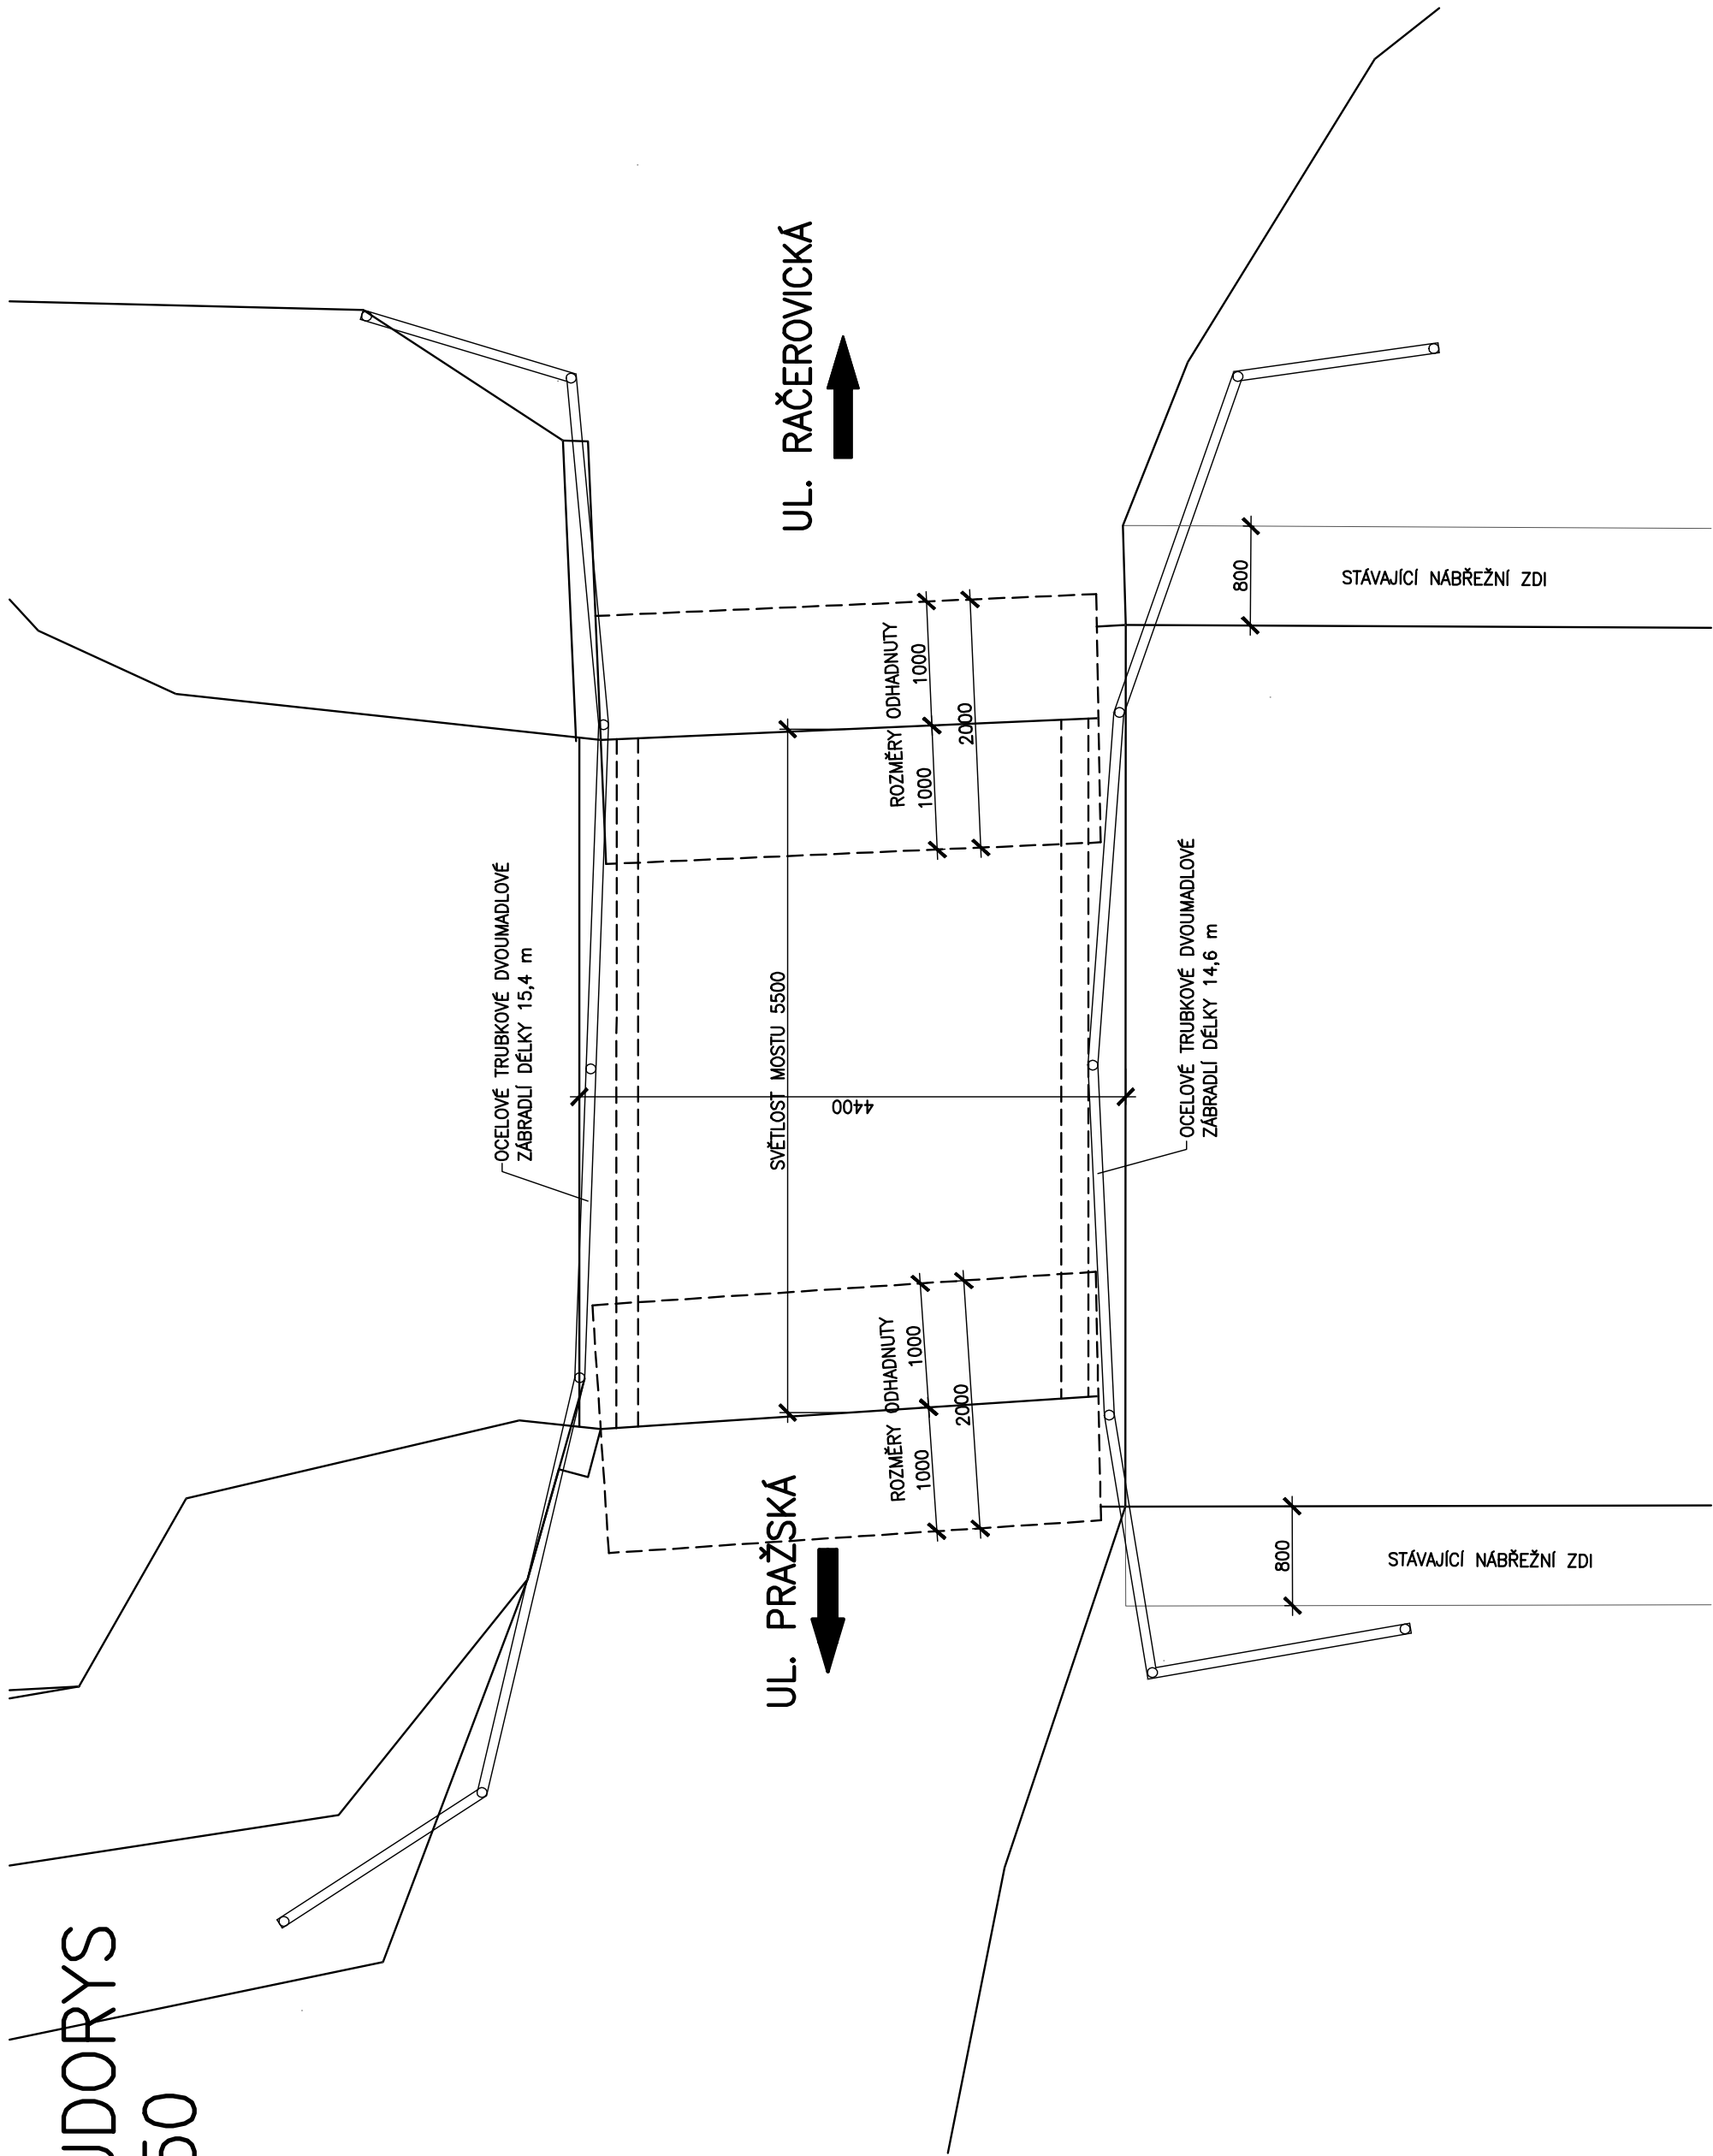 UL. RAČEROVICKÁ
STÁVAJÍCÍ NÁBŘEŽNÍ ZDI
800
ROZMĚRY ODHADNUTY
1000
1000
2000
OCELOVÉ TRUBKOVÉ DVOUMADLOVÉ
ZÁBRADLÍ DÉLKY 15,4 m
SVĚTLOST MOSTU 5500
4400
OCELOVÉ TRUBKOVÉ DVOUMADLOVÉ
ZÁBRADLÍ DÉLKY 14,6 m
ROZMĚRY ODHADNUTY
1000
1000
2000
UL. PRAŽSKÁ
800
STÁVAJÍCÍ NÁBŘEŽNÍ ZDI
UDORYS
50